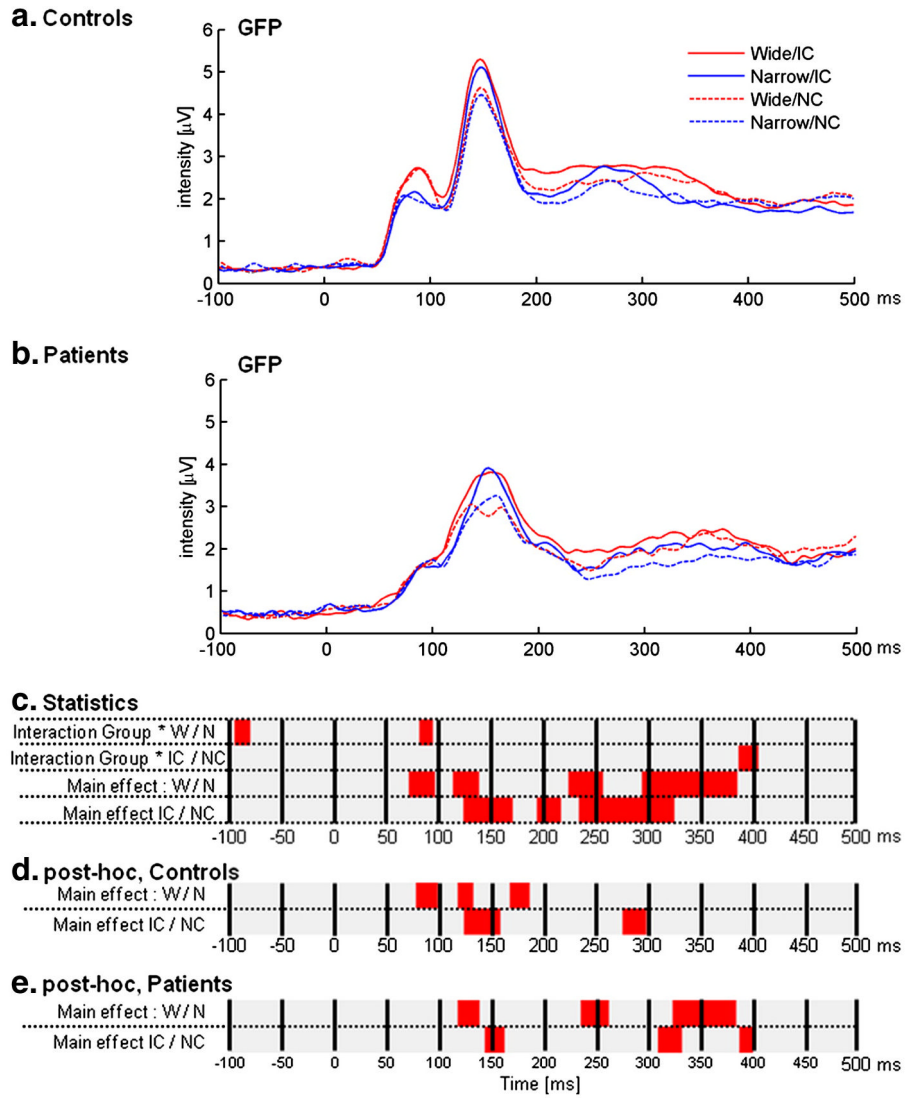 a. Controls
GFP
6
5
4
3
2
1
0
intensity [μV]
Wide/IC
Narrow/IC
Wide/NC
Narrow/NC
-100 0 100 200 300 400 500 ms
b. Patients
GFP
6
5
4
3
2
1
0
intensity [μV]
-100 0 100 200 300 400 500 ms
c. Statistics
Interaction Group * W / N
Interaction Group * IC / NC
Main effect : W / N
Main effect IC / NC
-100 -50 0 50 100 150 200 250 300 350 400 450 500 ms
d. post-hoc, Controls
Main effect : W / N
Main effect IC / NC
-100 -50 0 50 100 150 200 250 300 350 400 450 500 ms
e. post-hoc, Patients
Main effect : W / N
Main effect IC / NC
-100 -50 0 50 100 150 200 250 300 350 400 450 500 ms
Time [ms]